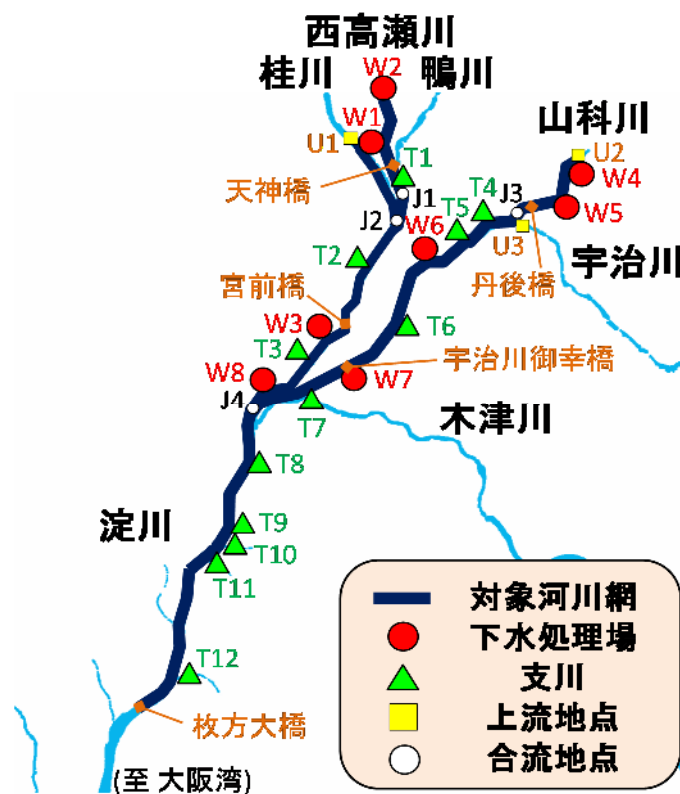 西高瀬川
桂川
W2
鴨川
W1
U1
山科川
U2
T1
天神橋
W4
J1
T4
J3
J2
T5
W5
W6
U3
T2
宇治川
丹後橋
宮前橋
W3
T6
T3
宇治川御幸橋
W8
W7
J4
T7
木津川
T8
淀川
T9
T10
T11
対象河川網
下水処理場
T12
支川
上流地点
枚方大橋
合流地点
(至 大阪湾)